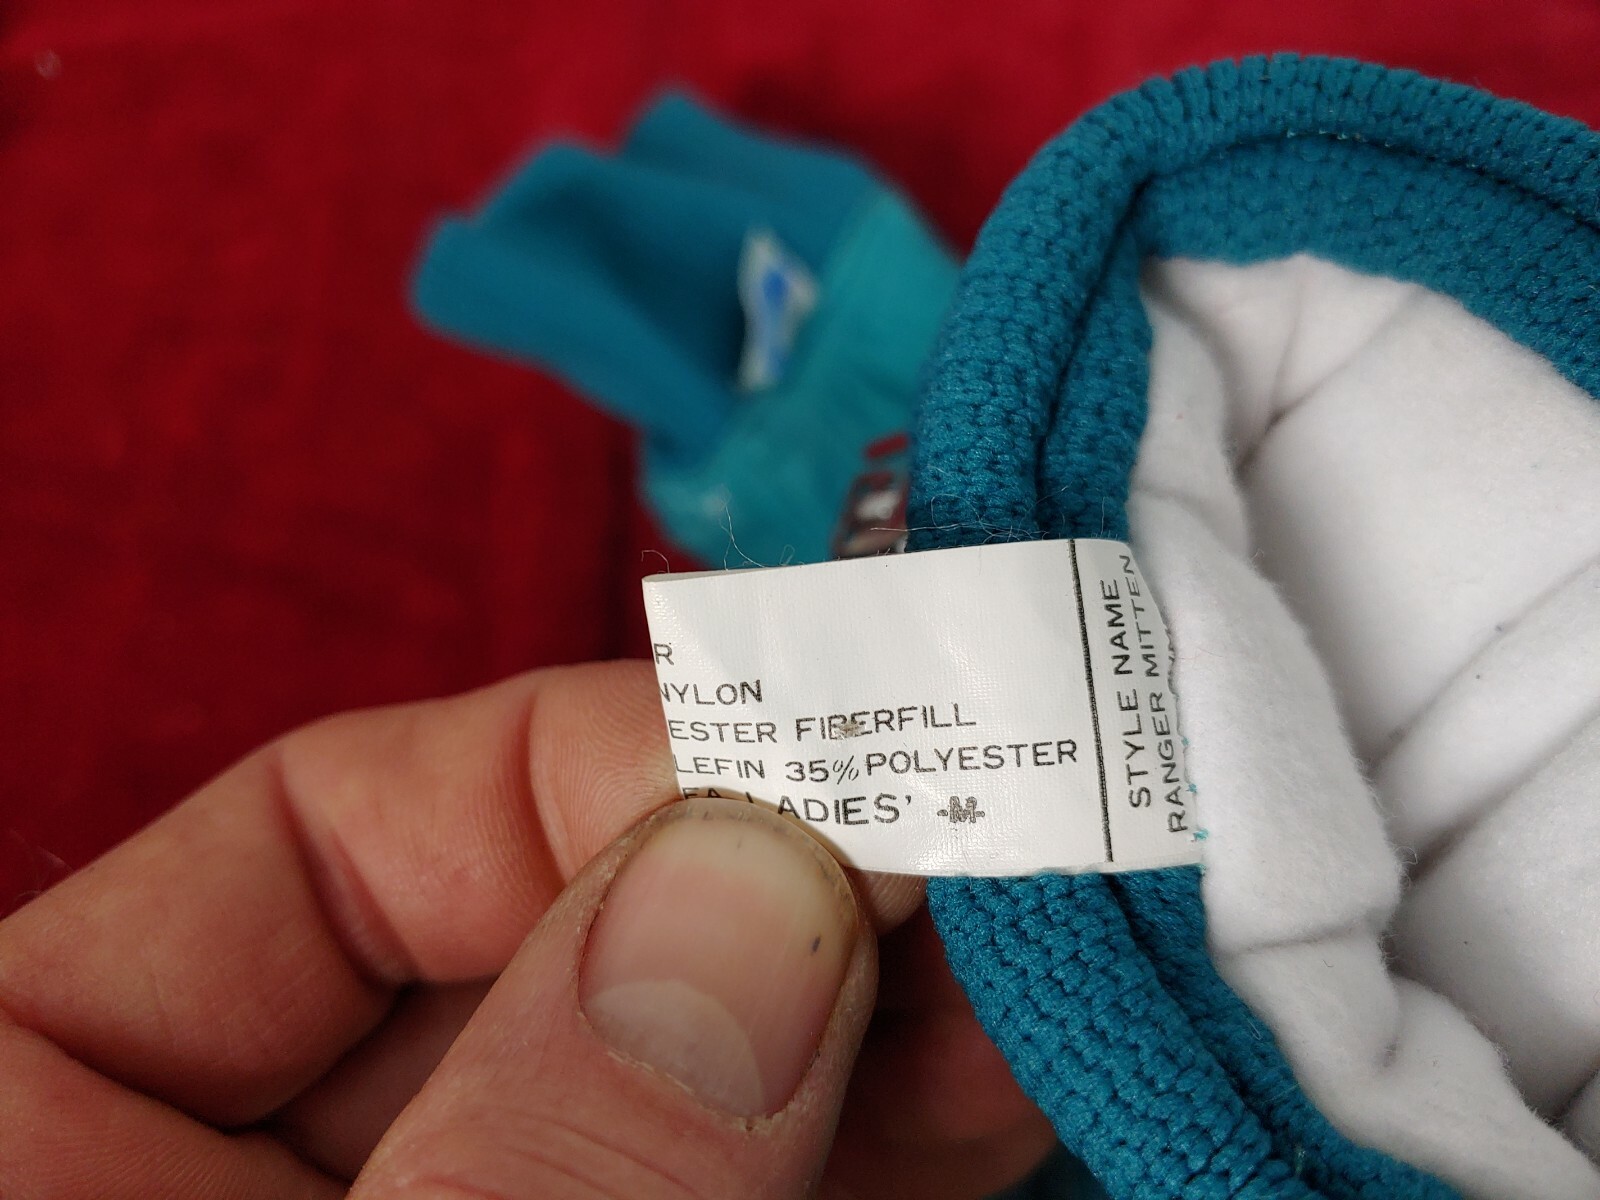 R
NYLON
ESTER FIBERFILL
LEFIN 35% POLYESTER
LADIES' -M-
STYLE NAME
RANGER MITTEN